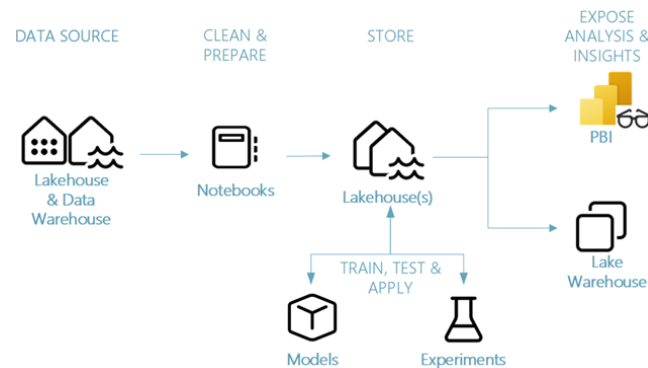 DATA SOURCE
CLEAN &
PREPARE
STORE
EXPOSE
ANALYSIS &
INSIGHTS
Lakehouse
& Data
Warehouse
Notebooks
Lakehouse(s)
PBI
Lake
Warehouse
TRAIN, TEST &
APPLY
Models
Experiments